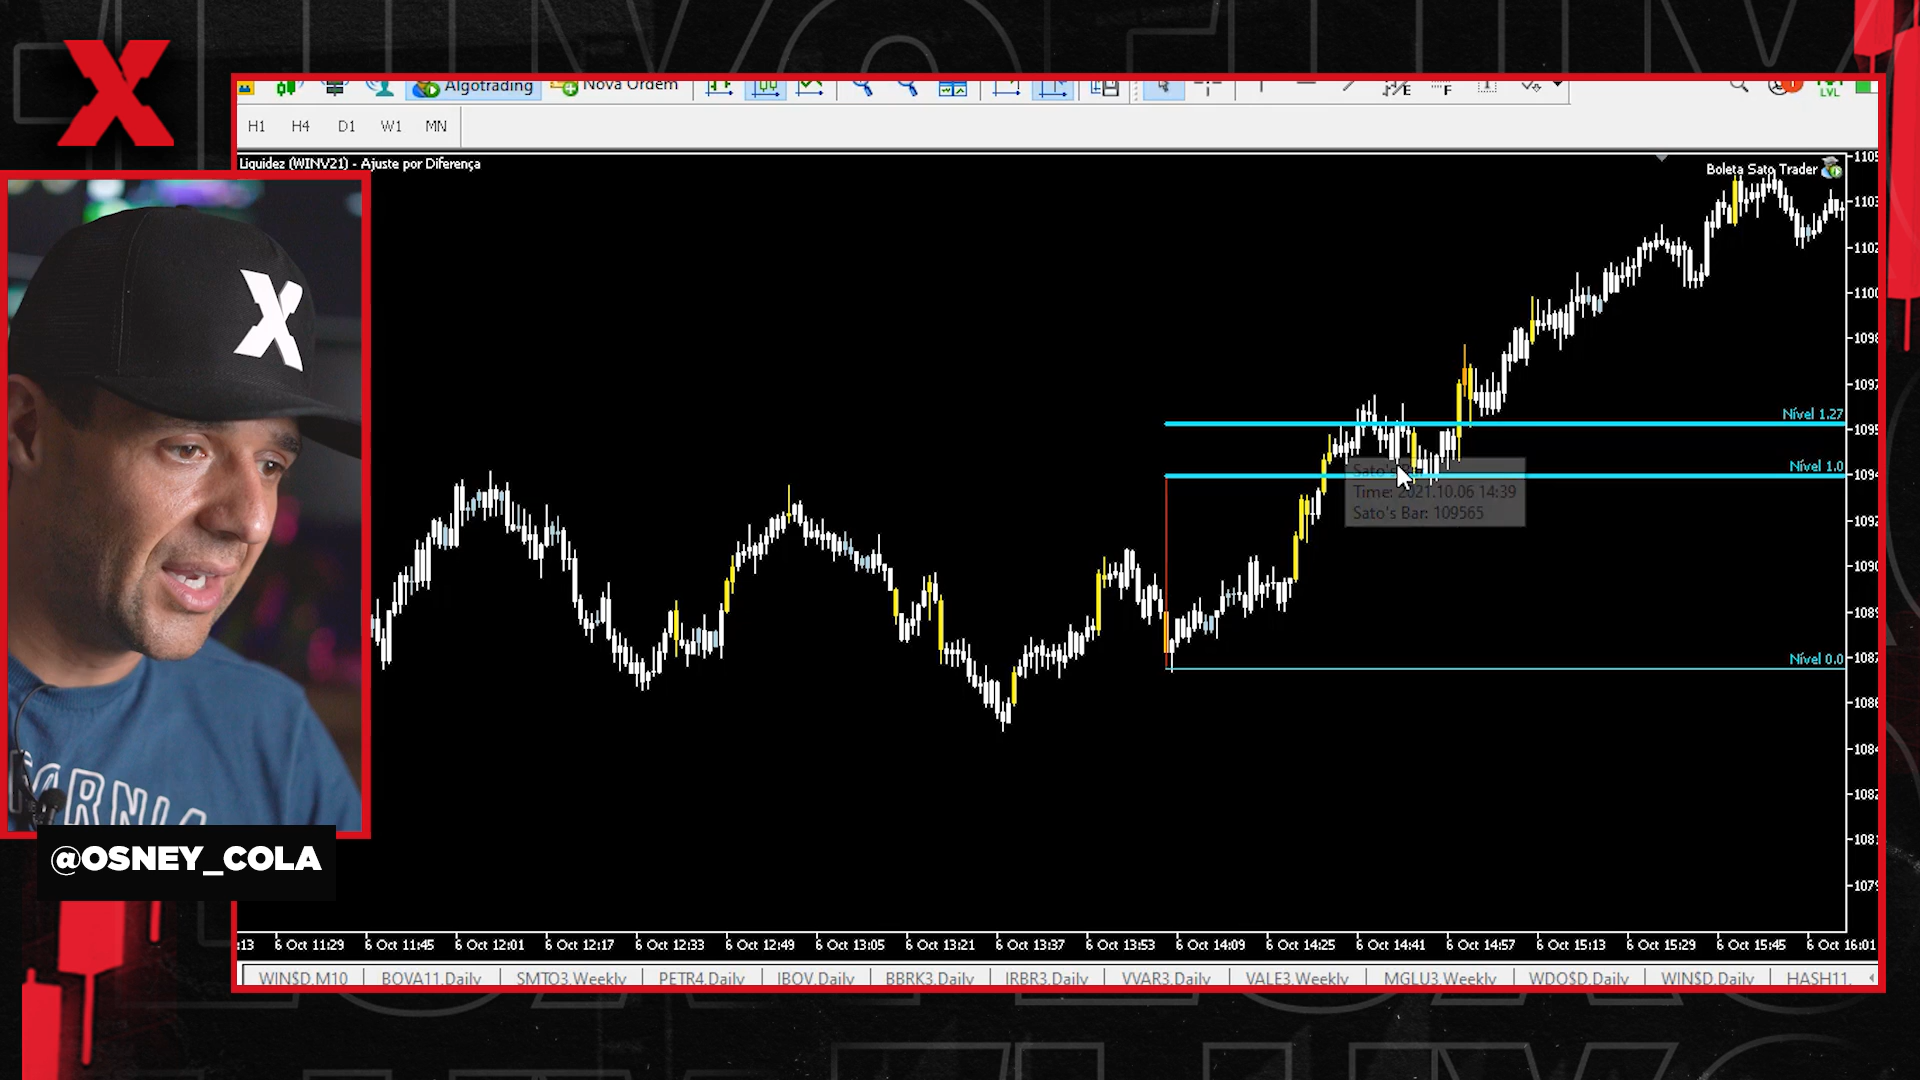 X
Algotrading
Nova Ordem
H1 H4 D1 W1 MN
Liquidez (WINV21) - Ajuste por Diferença
Boleta Sato Trader
LVL
X
Nível 1.27
Nível 1.0
Time: 2021.10.06 14:39
Sato's Bar: 109565
Nível 0.0
@OSNEY_COLA
:13 6 Oct 11:29 6 Oct 11:45 6 Oct 12:01 6 Oct 12:17 6 Oct 12:33 6 Oct 12:49 6 Oct 13:05 6 Oct 13:21 6 Oct 13:37 6 Oct 13:53 6 Oct 14:09 6 Oct 14:25 6 Oct 14:41 6 Oct 14:57 6 Oct 15:13 6 Oct 15:29 6 Oct 15:45 6 Oct 16:01
WIN$D.M10 BOVA11.Daily SMTO3.Weekly PETR4.Daily IBOV.Daily BBRK3.Daily IRBR3.Daily VVAR3.Daily VALE3.Weekly MGLU3.Weekly WDO$D.Daily WIN$D.Daily HASH11.